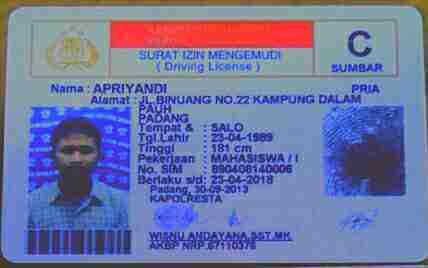 SURAT IZIN MENGEMUDI
( Driving License )
C
SUMBAR
Nama : APRIYANDI
PRIA
Alamat : JL.BINUANG NO.22 KAMPUNG DALAM
PAUH
PADANG
Tempat & : SALO
Tgl.Lahir : 23-04-1989
Tinggi : 181 cm
Pekerjaan : MAHASISWA / I
No. SIM : 890408140006
Berlaku s/d : 23-04-2018
Padang, 30-09-2013
KAPOLRESTA
WISNU ANDAYANA,SST.MK
AKBP NRP.67110376